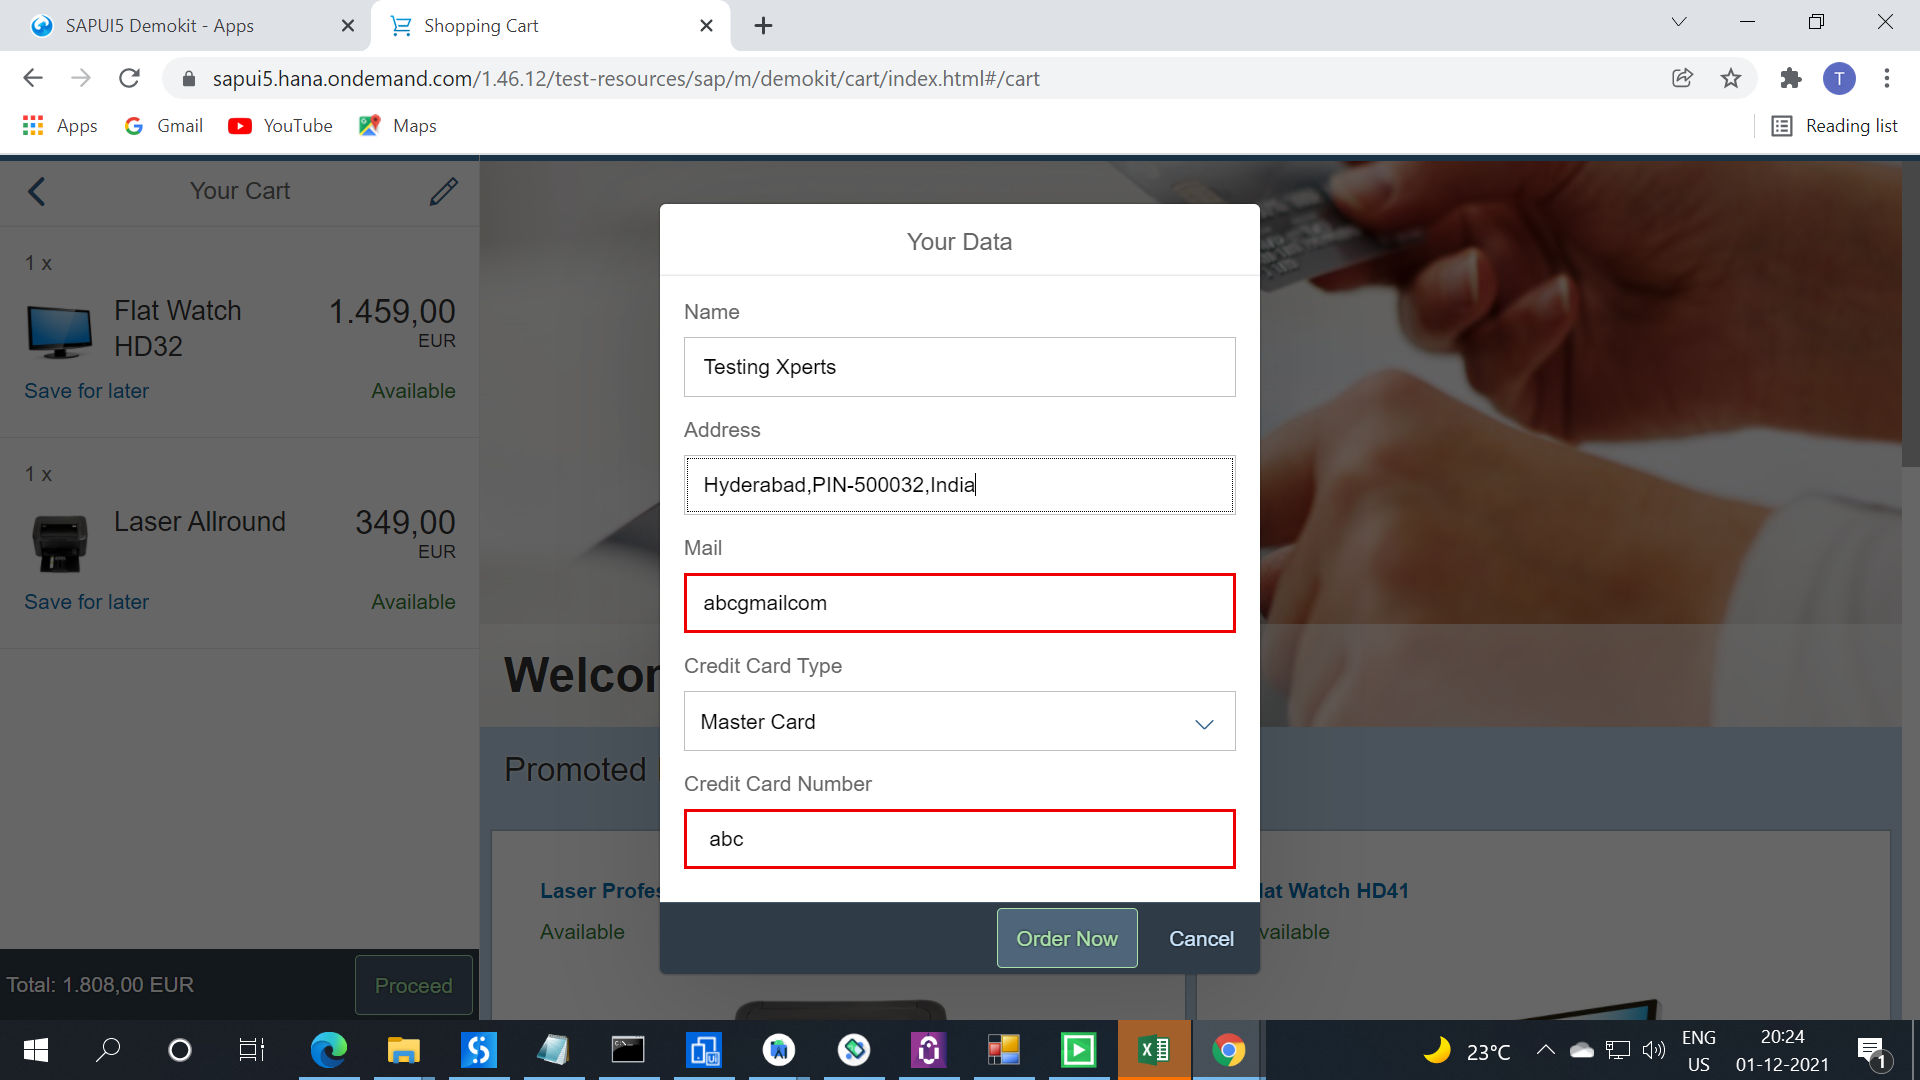 SAPUI5 Demokit - Apps
Shopping Cart
sapui5.hana.ondemand.com/1.46.12/test-resources/sap/m/demokit/cart/index.html#/cart
T
Apps
Gmail
YouTube
Maps
Reading list
Your Cart
1 x
Flat Watch
HD32
1.459,00
EUR
Save for later
Available
1 x
Laser Allround
349,00
EUR
Save for later
Available
Total: 1.808,00 EUR
Proceed
Your Data
Name
Testing Xperts
Address
Hyderabad,PIN-500032,India
Mail
abcgmailcom
Credit Card Type
Master Card
Credit Card Number
abc
Order Now
Cancel
Welcom
Promoted
Laser Profes
Available
lat Watch HD41
vailable
23°C
ENG
US
20:24
01-12-2021
1